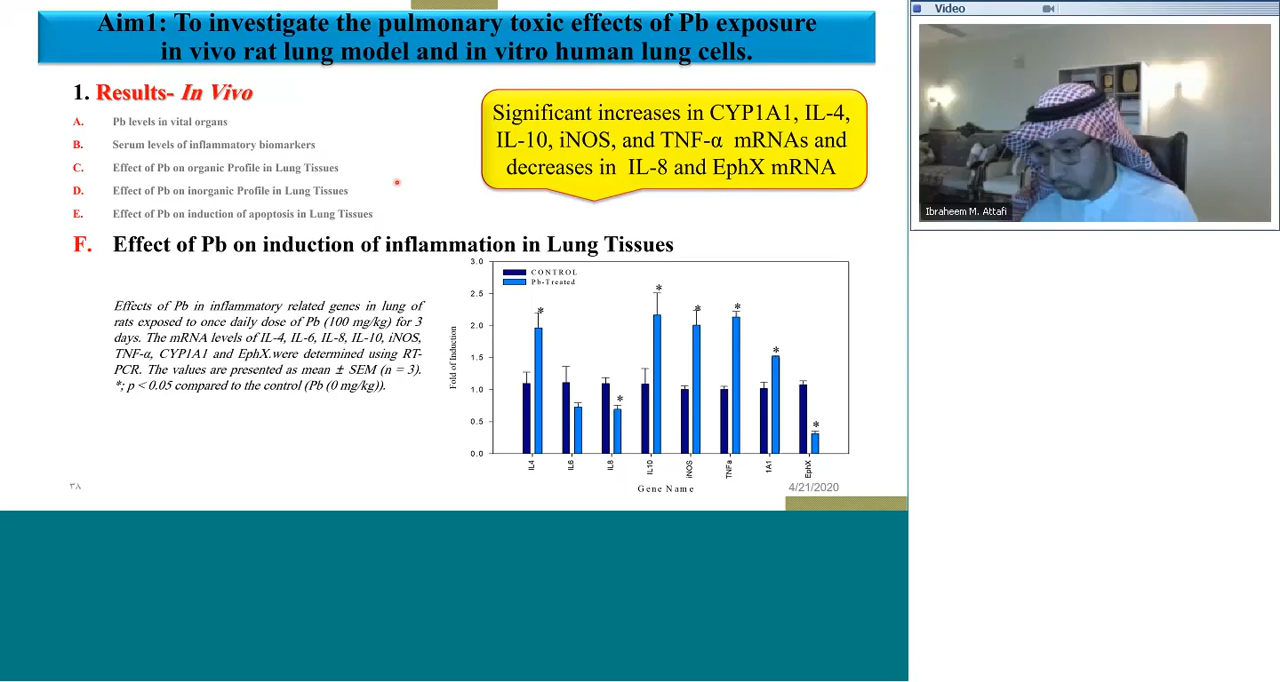 Aim1: To investigate the pulmonary toxic effects of Pb exposure
in vivo rat lung model and in vitro human lung cells.
1. Results- In Vivo
A. Pb levels in vital organs
B. Serum levels of inflammatory biomarkers
C. Effect of Pb on organic Profile in Lung Tissues
D. Effect of Pb on inorganic Profile in Lung Tissues
E. Effect of Pb on induction of apoptosis in Lung Tissues
F. Effect of Pb on induction of inflammation in Lung Tissues
Significant increases in CYP1A1, IL-4,
IL-10, iNOS, and TNF-α mRNAs and
decreases in IL-8 and EphX mRNA
Effects of Pb in inflammatory related genes in lung of
rats exposed to once daily dose of Pb (100 mg/kg) for 3
days. The mRNA levels of IL-4, IL-6, IL-8, IL-10, iNOS,
TNF-α, CYP1A1 and EphX.were determined using RT-
PCR. The values are presented as mean ± SEM (n = 3).
*; p < 0.05 compared to the control (Pb (0 mg/kg)).
Fold of Induction
3.0
2.5
2.0
1.5
1.0
0.5
0.0
CONTROL
Pb-Treated
* * * * * * *
IL4 IL6 IL8 IL10 iNOS TNFa 1A1 EphX
Gene Name
٣٨
4/21/2020
Video
Ibraheem M. Attafi